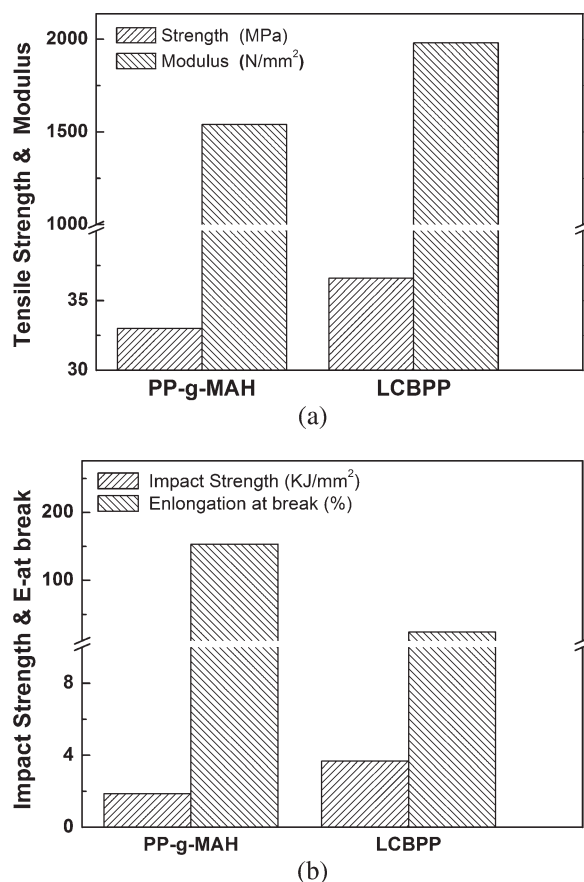 (a)
2000
Strength (MPa)
Modulus (N/mm²)
1500
1000
35
30
Tensile Strength & Modulus
PP-g-MAH
LCBPP
(a)
Impact Strength (KJ/mm²)
Enlongation at break (%)
200
100
8
4
0
Impact Strength & E-at break
PP-g-MAH
LCBPP
(b)